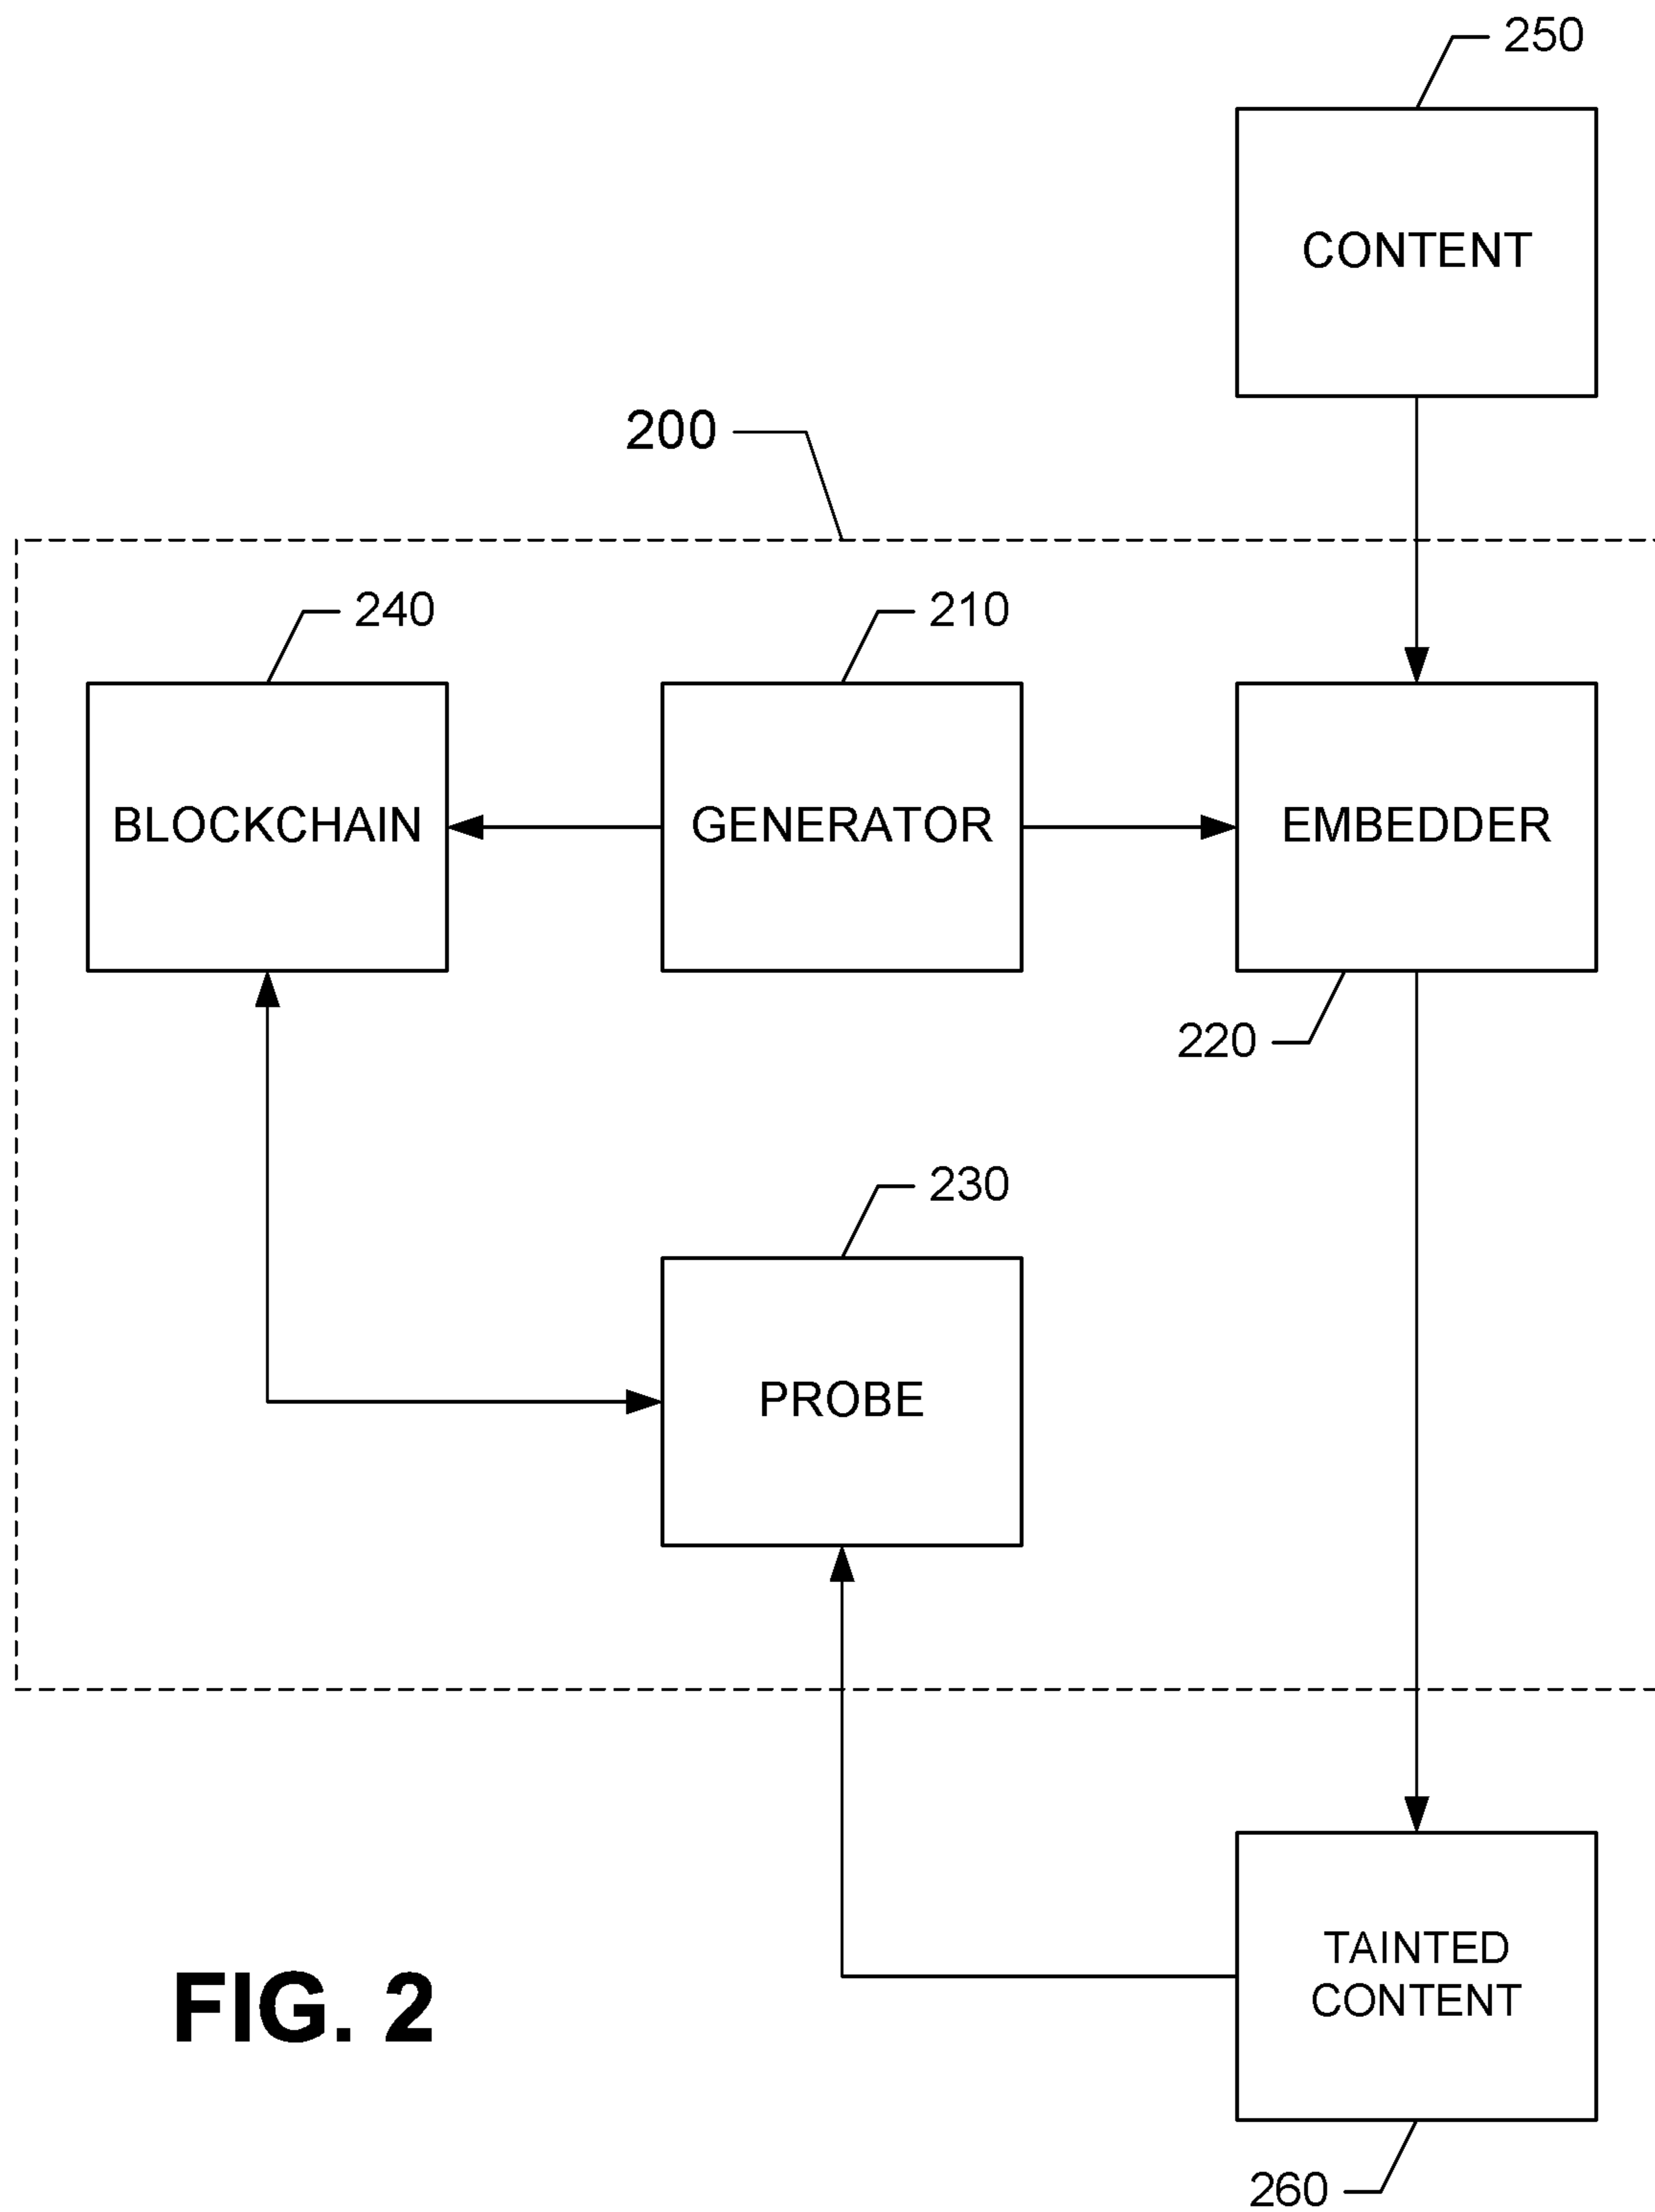 250
CONTENT
200
240
210
BLOCKCHAIN
GENERATOR
EMBEDDER
220
230
PROBE
TAINTED
CONTENT
FIG. 2
260